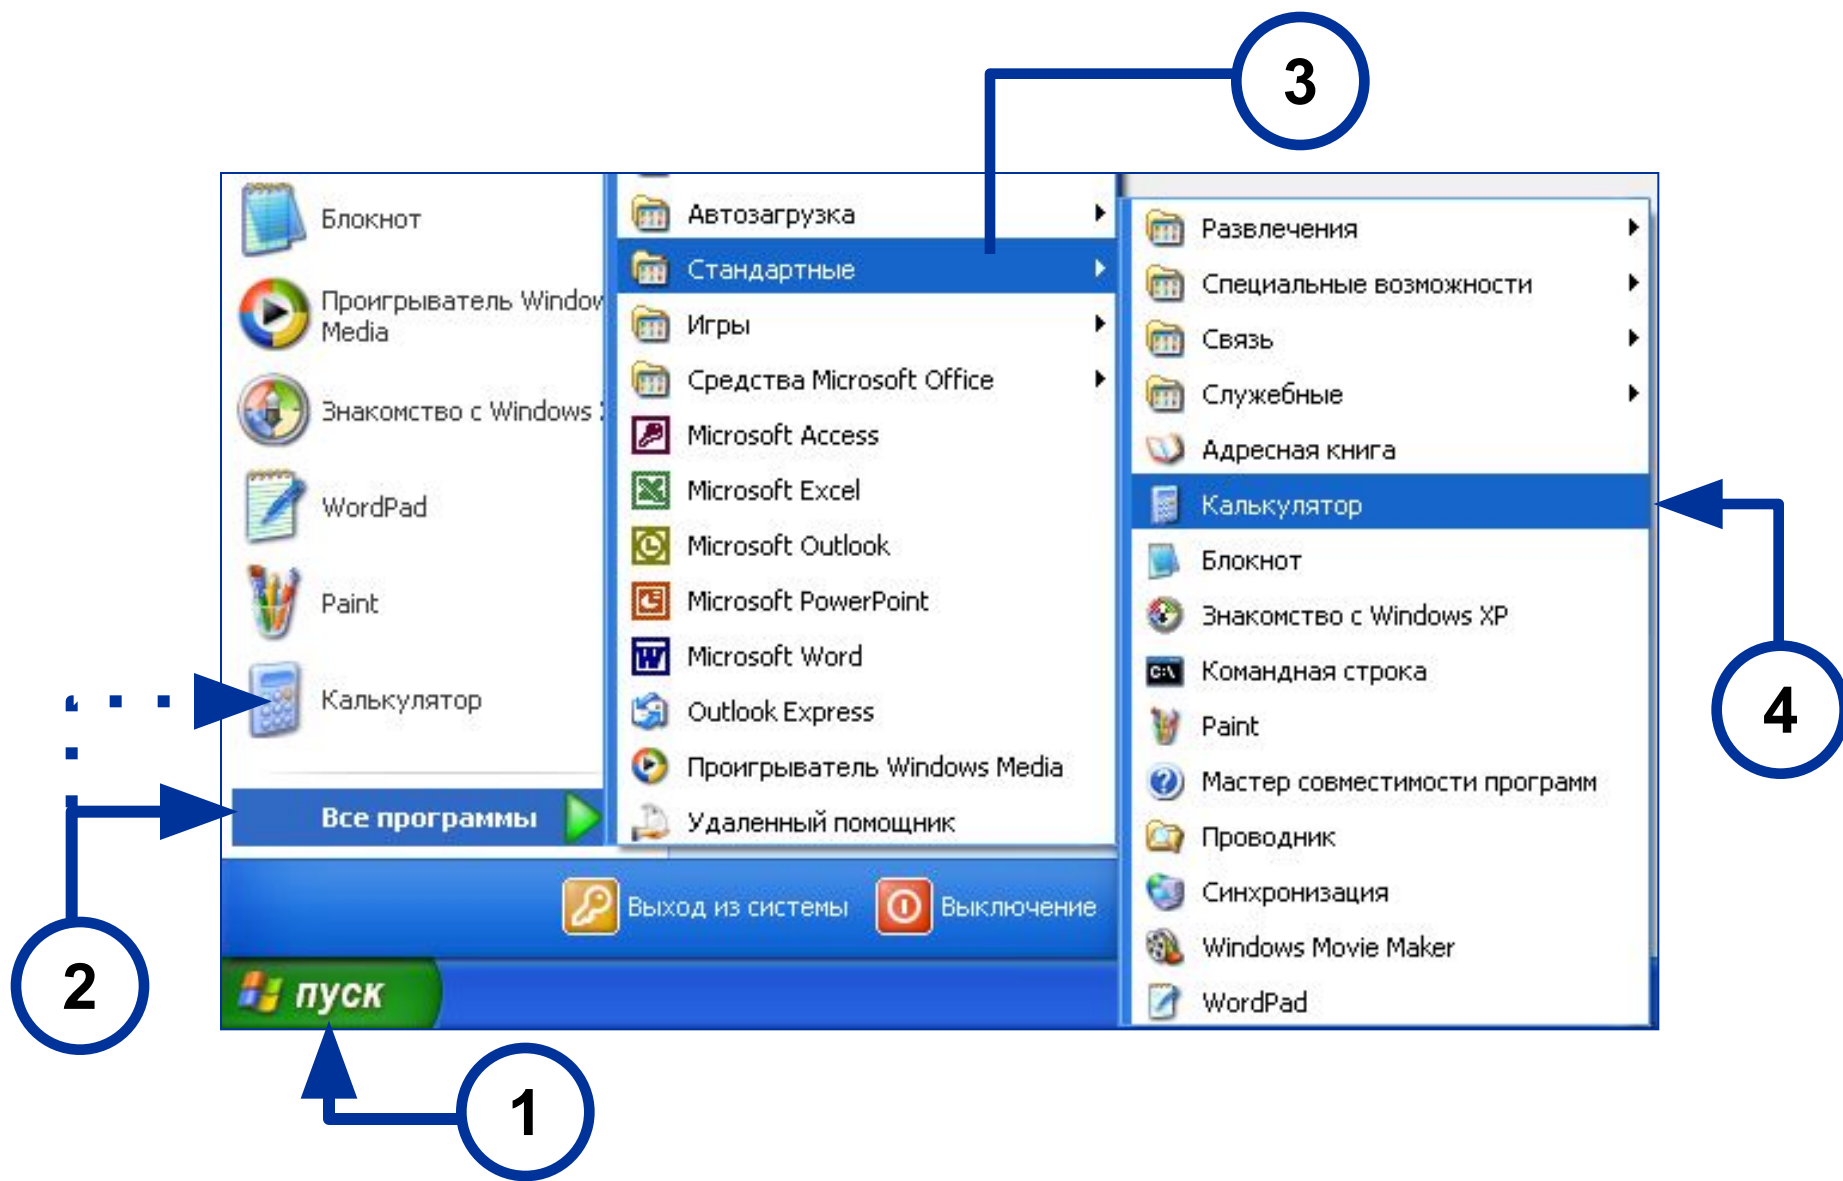 3
Блокнот
Проигрыватель Window
Media
Знакомство с Windows
WordPad
Paint
Калькулятор
Все программы
Автозагрузка
Стандартные
Игры
Средства Microsoft Office
Microsoft Access
Microsoft Excel
Microsoft Outlook
Microsoft PowerPoint
Microsoft Word
Outlook Express
Проигрыватель Windows Media
Удаленный помощник
Развлечения
Специальные возможности
Связь
Служебные
Адресная книга
Калькулятор
Блокнот
Знакомство с Windows XP
Командная строка
Paint
Мастер совместимости программ
Проводник
Синхронизация
Windows Movie Maker
WordPad
4
Выход из системы
Выключение
2
пуск
1